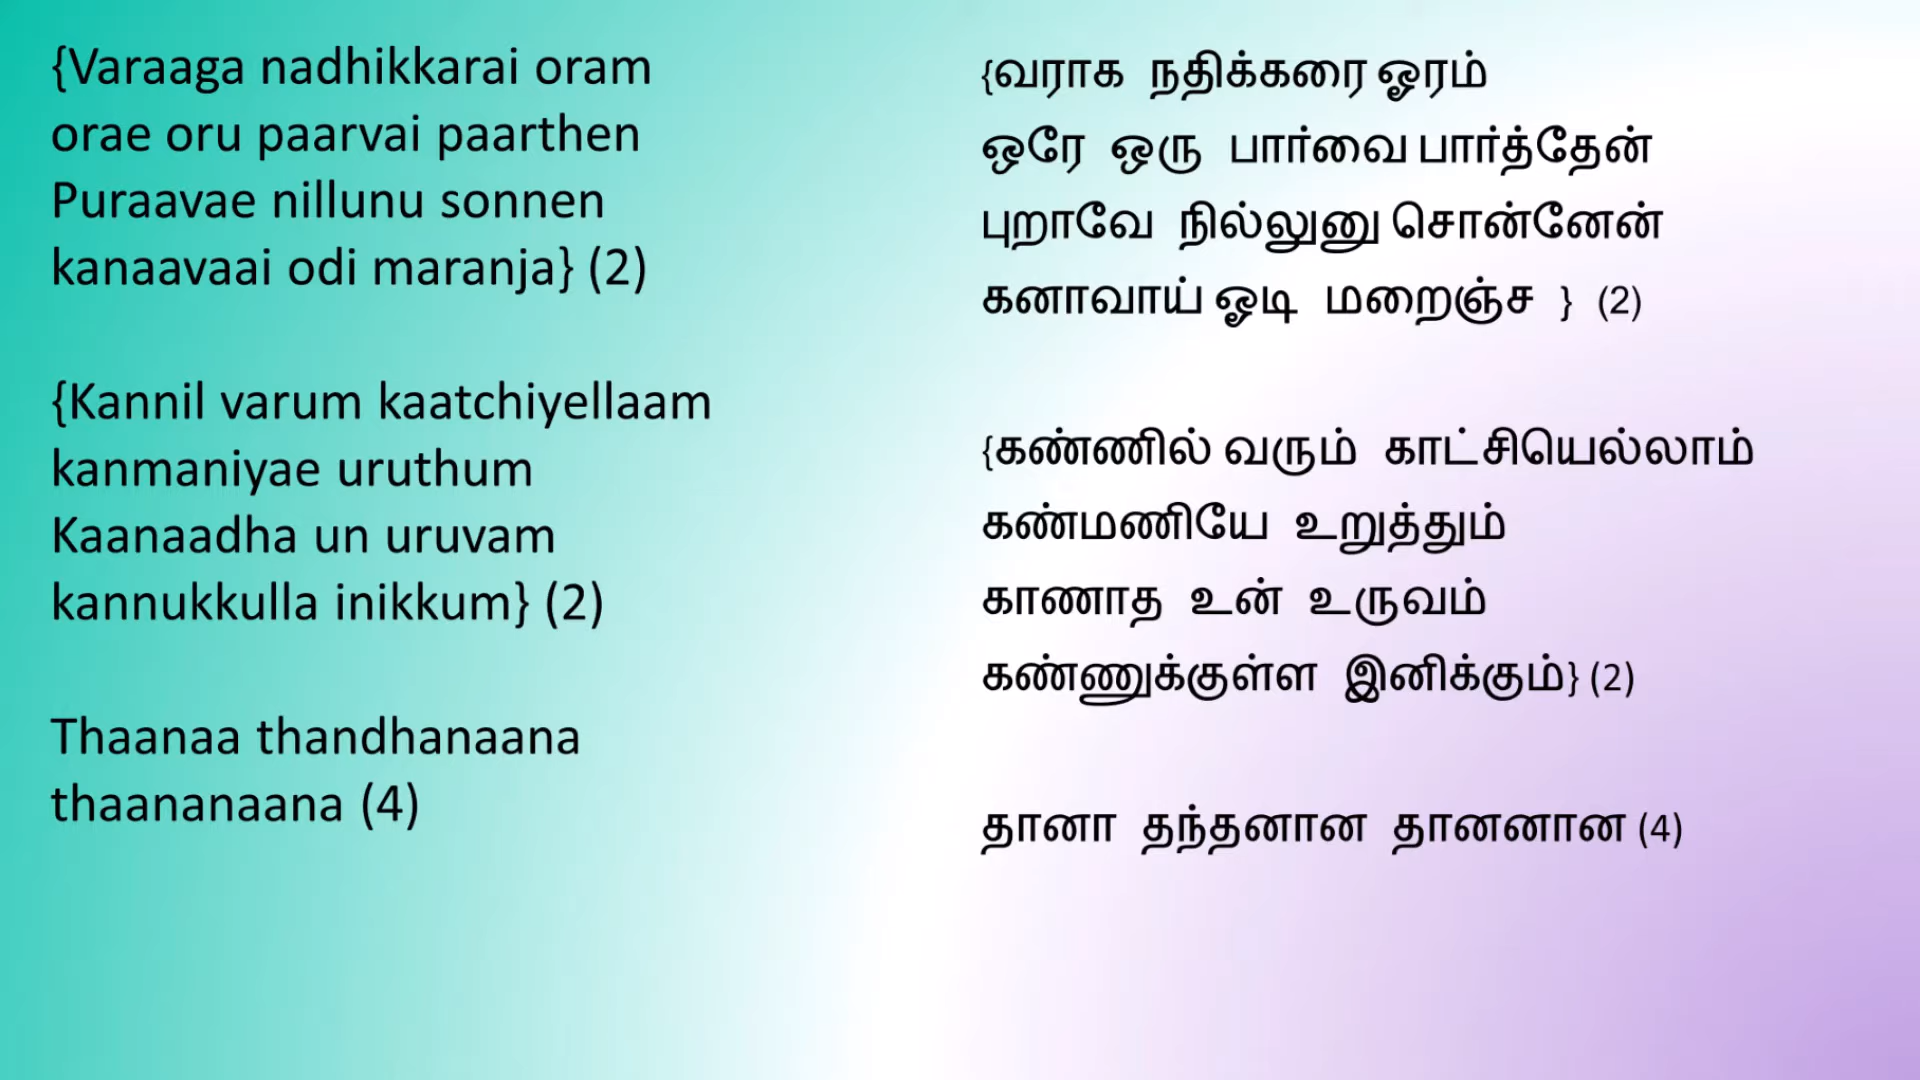 {Varaaga nadhikkarai oram
orae oru paarvai paarthen
Puraavae nillunu sonnen
kanaavaai odi maranja} (2)
{Kannil varum kaatchiyellaam
kanmaniyae uruthum
Kaanaadha un uruvam
kannukkulla inikkum} (2)
Thaanaa thandhanaana
thaananaana (4)
{வராக நதிக்கரை ஓரம்
ஒரே ஒரு பார்வை பார்த்தேன்
புறாவே நில்லுனு சொன்னேன்
கனாவாய் ஓடி மறைஞ்ச } (2)
{கண்ணில் வரும் காட்சியெல்லாம்
கண்மணியே உறுத்தும்
காணாத உன் உருவம்
கண்ணுக்குள்ள இனிக்கும்} (2)
தானா தந்தனான தானனான (4)